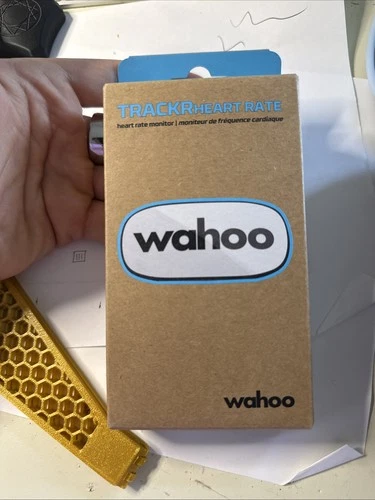 TRACKR HEART RATE
heart rate monitor | moniteur de fréquence cardiaque
wahoo
wahoo